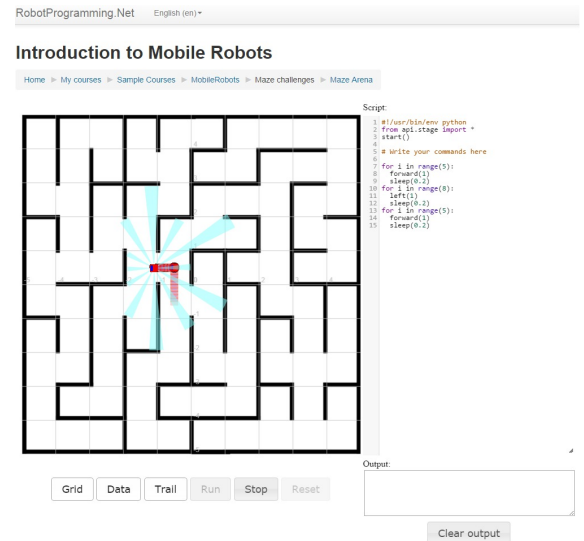 RobotProgramming.Net English (en)
Introduction to Mobile Robots
Home My courses Sample Courses MobileRobots Maze challenges Maze Arena
Script:
1 #!/usr/bin/env python
2 from api.stage import *
3 start()
4
5 # Write your commands here
6
7 for i in range(5):
8 forward(1)
9 sleep(0.2)
10 for i in range(8):
11 left(1)
12 sleep(0.2)
13 for i in range(5):
14 forward(1)
15 sleep(0.2)
Output:
Grid Data Trail Run Stop Reset
Clear output